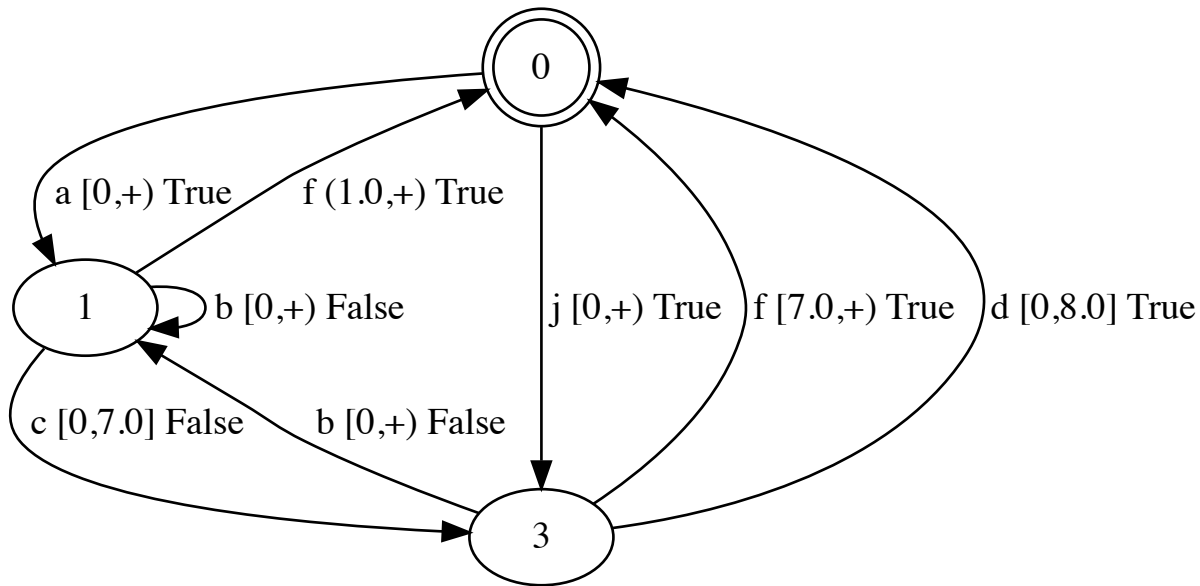 0
a [0,+) True
f (1.0,+) True
1
b [0,+) False
j [0,+) True
f [7.0,+) True
d [0,8.0] True
c [0,7.0] False
b [0,+) False
3